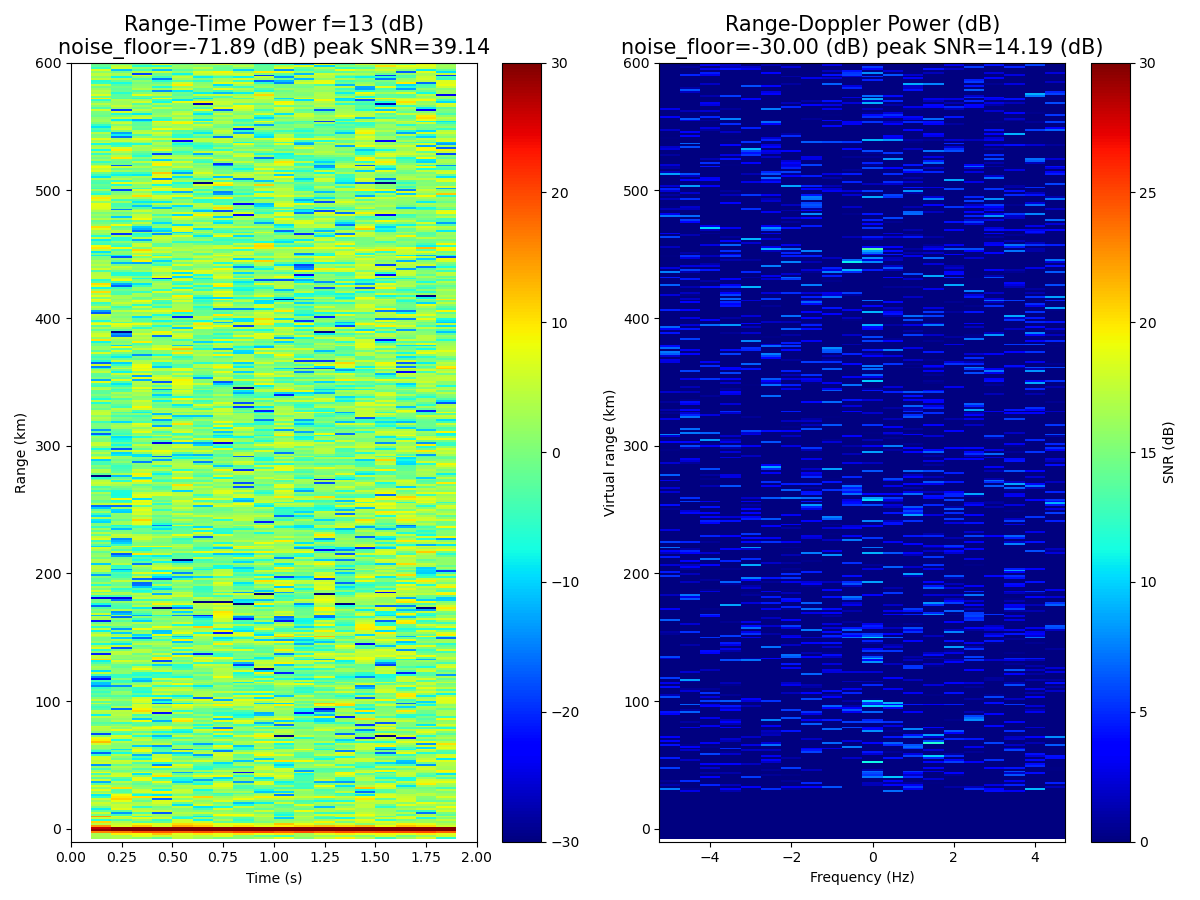 Range-Time Power f=13 (dB)
noise_floor=-71.89 (dB) peak SNR=39.14
Range (km)
600
500
400
300
200
100
0
0.00 0.25 0.50 0.75 1.00 1.25 1.50 1.75 2.00
Time (s)
30
20
10
0
−10
−20
−30
Range-Doppler Power (dB)
noise_floor=-30.00 (dB) peak SNR=14.19 (dB)
Virtual range (km)
600
500
400
300
200
100
0
−4 −2 0 2 4
Frequency (Hz)
30
25
20
15
10
5
0
SNR (dB)